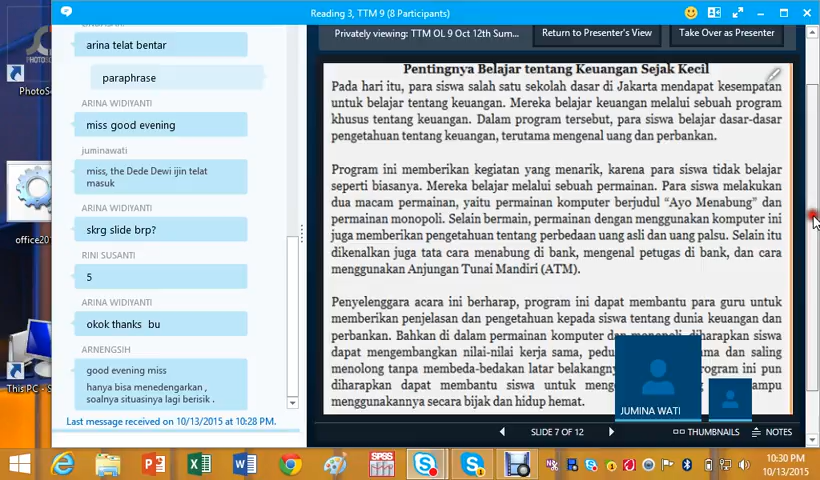 Reading 3, TTM 9 (8 Participants)
arina telat bentar
paraphrase
ARINA WIDIYANTI
miss good evening
juminawati
miss, the Dede Dewi ijin telat
masuk
ARINA WIDIYANTI
skrg slide brp?
RINI SUSANTI
5
ARINA WIDIYANTI
okok thanks bu
ARNENGSIH
good evening miss
hanya bisa menedengarkan ,
soalnya situasinya lagi berisik .
Last message received on 10/13/2015 at 10:28 PM.
Privately viewing: TTM OL 9 Oct 12th Sum...
Return to Presenter's View
Take Over as Presenter
Pentingnya Belajar tentang Keuangan Sejak Kecil
Pada hari itu, para siswa salah satu sekolah dasar di Jakarta mendapat kesempatan
untuk belajar tentang keuangan. Mereka belajar keuangan melalui sebuah program
khusus tentang keuangan. Dalam program tersebut, para siswa belajar dasar-dasar
pengetahuan tentang keuangan, terutama mengenal uang dan perbankan.
Program ini memberikan kegiatan yang menarik, karena para siswa tidak belajar
seperti biasanya. Mereka belajar melalui sebuah permainan. Para siswa melakukan
dua macam permainan, yaitu permainan komputer berjudul “Ayo Menabung” dan
permainan monopoli. Selain bermain, permainan dengan menggunakan komputer ini
juga memberikan pengetahuan tentang perbedaan uang asli dan uang palsu. Selain itu
dikenalkan juga tata cara menabung di bank, mengenal petugas di bank, dan cara
menggunakan Anjungan Tunai Mandiri (ATM).
Penyelenggara acara ini berharap, program ini dapat membantu para guru untuk
memberikan penjelasan dan pengetahuan kepada siswa tentang dunia keuangan dan
perbankan. Bahkan di dalam permainan komputer dan monopoli, diharapkan siswa
dapat mengembangkan nilai-nilai kerja sama, dan saling
menolong tanpa membeda-bedakan latar belakang ini pun
diharapkan dapat membantu siswa untuk
menggunakannya secara bijak dan hidup hemat.
JUMINA WATI
SLIDE 7 OF 12
THUMBNAILS
NOTES
This PC -
10:30 PM
10/13/2015